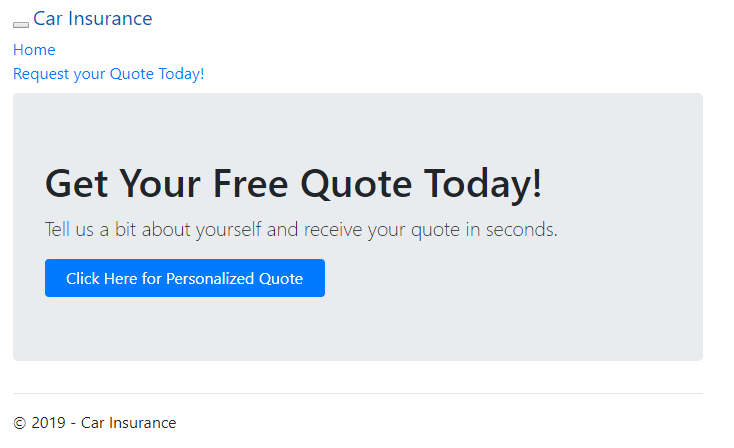 Car Insurance
Home
Request your Quote Today!
Get Your Free Quote Today!
Tell us a bit about yourself and receive your quote in seconds.
Click Here for Personalized Quote
© 2019 - Car Insurance